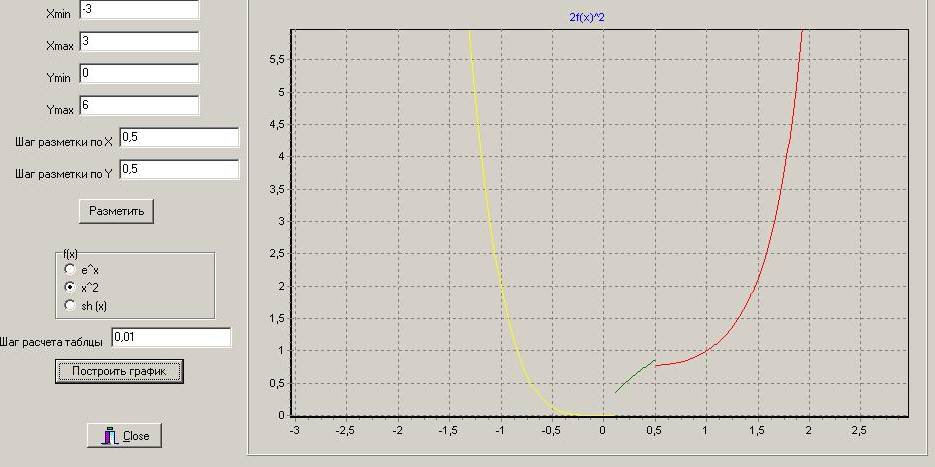 Xmin -3
Xmax 3
Ymin 0
Ymax 6
Шаг разметки по X 0,5
Шаг разметки по Y 0,5
Разметить
f(x)
e^x
x^2
sh (x)
Шаг расчета таблцы 0,01
Построить график
Close
2f(x)^2
5,5
5
4,5
4
3,5
3
2,5
2
1,5
1
0,5
0
-3 -2,5 -2 -1,5 -1 -0,5 0 0,5 1 1,5 2 2,5